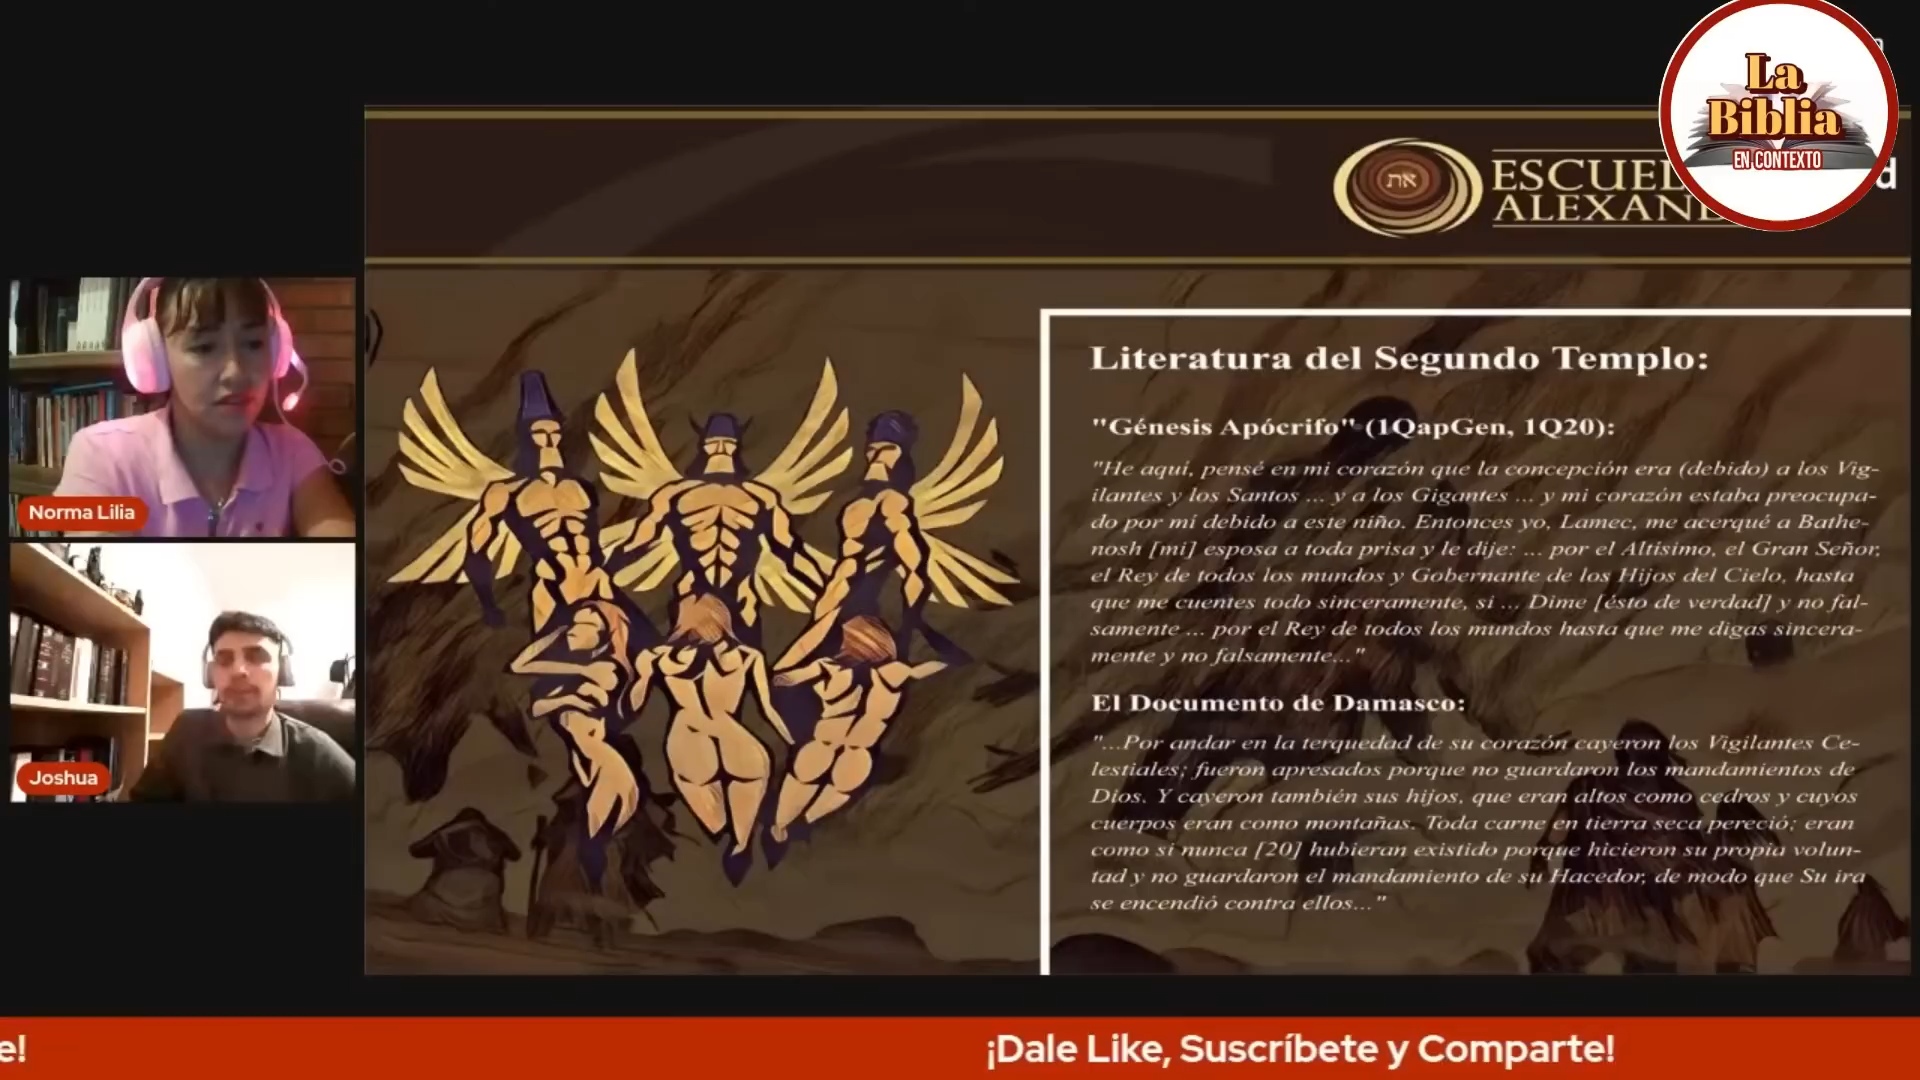 La
Biblia
EN CONTEXTO
את
Literatura del Segundo Templo:
"Génesis Apócrifo" (1QapGen, 1Q20):
"He aquí, pensé en mi corazón que la concepción era (debido) a los Vig-
ilantes y los Santos ... y a los Gigantes ... y mi corazón estaba preocupa-
do por mí debido a este niño. Entonces yo, Lamec, me acerqué a Bathe-
nosh [mi] esposa a toda prisa y le dije: ... por el Altísimo, el Gran Señor,
el Rey de todos los mundos y Gobernante de los Hijos del Cielo, hasta
que me cuentes todo sinceramente, si ... Dime [ésto de verdad] y no fal-
samente ... por el Rey de todos los mundos hasta que me digas sincera-
mente y no falsamente..."
El Documento de Damasco:
"...Por andar en la terquedad de su corazón cayeron los Vigilantes Ce-
lestiales; fueron apresados porque no guardaron los mandamientos de
Dios. Y cayeron también sus hijos, que eran altos como cedros y cuyos
cuerpos eran como montañas. Toda carne en tierra seca pereció; eran
como si nunca [20] hubieran existido porque hicieron su propia volun-
tad y no guardaron el mandamiento de su Hacedor, de modo que Su ira
se encendió contra ellos..."
Norma Lilia
Joshua
e! ¡Dale Like, Suscríbete y Comparte!